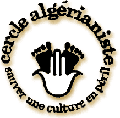 cercle algérianiste
sauver une culture en péril